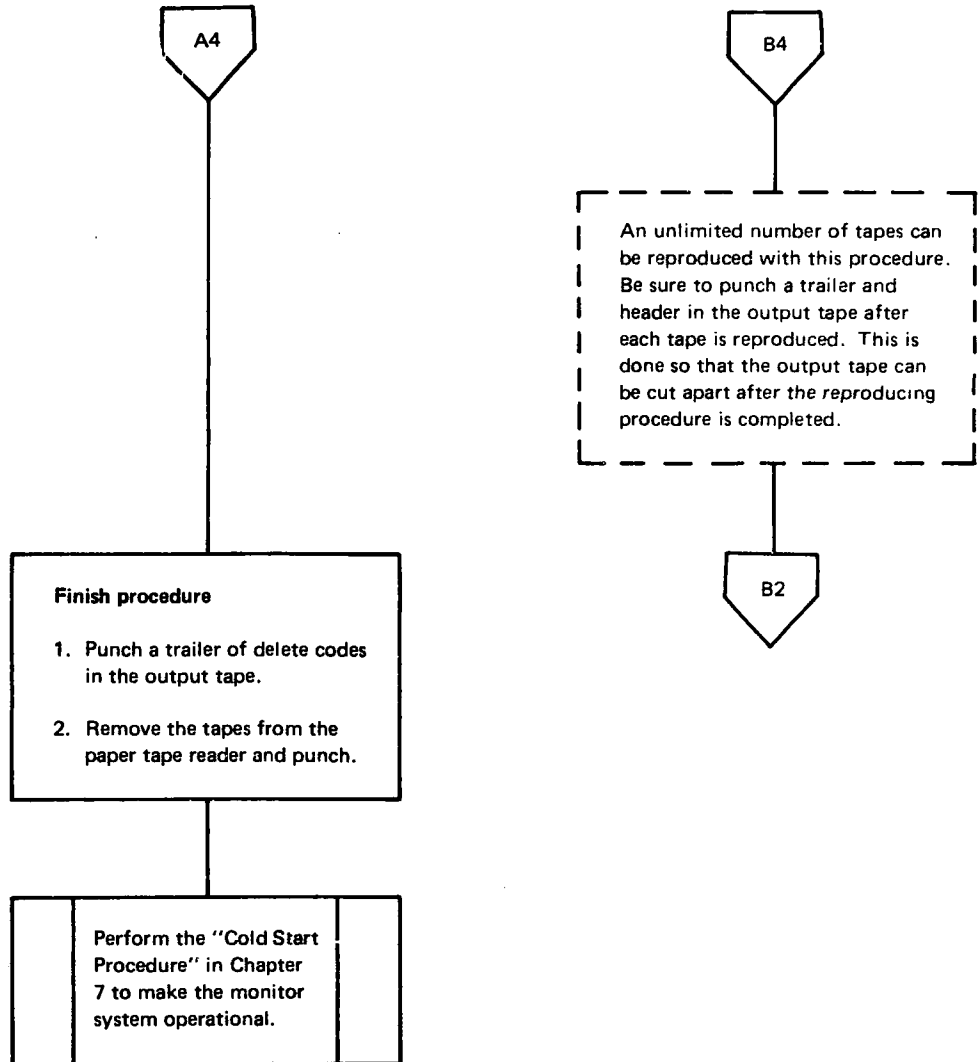 A4
Finish procedure
1. Punch a trailer of delete codes
in the output tape.
2. Remove the tapes from the
paper tape reader and punch.
Perform the "Cold Start
Procedure" in Chapter
7 to make the monitor
system operational.
B4
An unlimited number of tapes can
be reproduced with this procedure.
Be sure to punch a trailer and
header in the output tape after
each tape is reproduced. This is
done so that the output tape can
be cut apart after the reproducing
procedure is completed.
B2